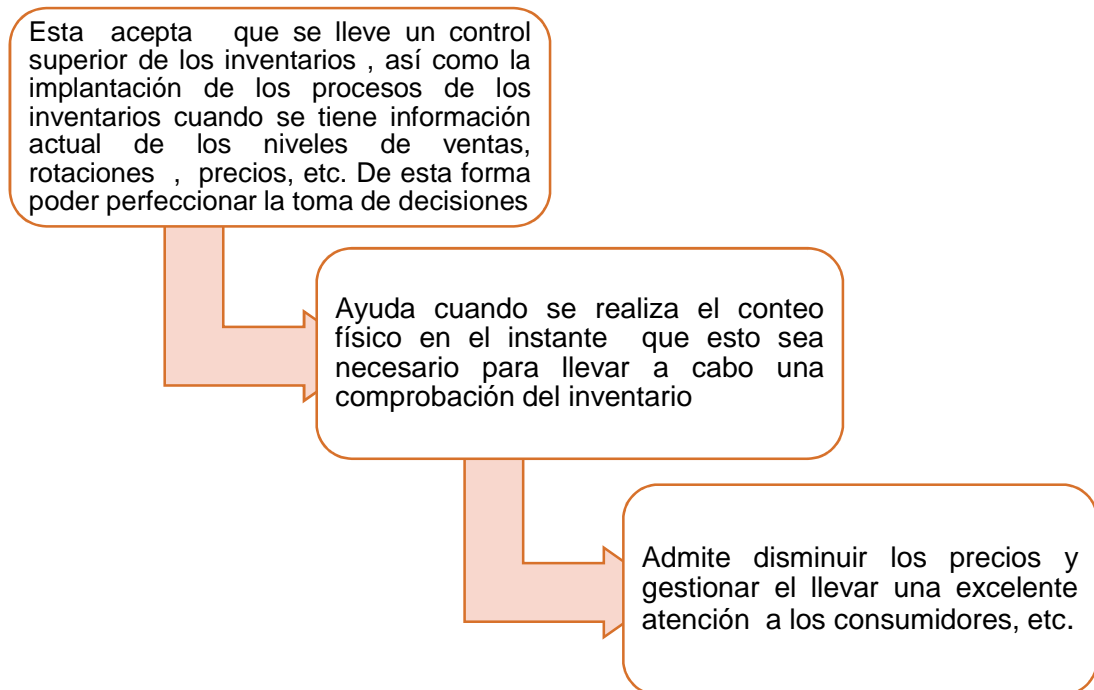 Esta acepta que se lleve un control
superior de los inventarios , así como la
implantación de los procesos de los
inventarios cuando se tiene información
actual de los niveles de ventas,
rotaciones , precios, etc. De esta forma
poder perfeccionar la toma de decisiones
Ayuda cuando se realiza el conteo
físico en el instante que esto sea
necesario para llevar a cabo una
comprobación del inventario
Admite disminuir los precios y
gestionar el llevar una excelente
atención a los consumidores, etc.